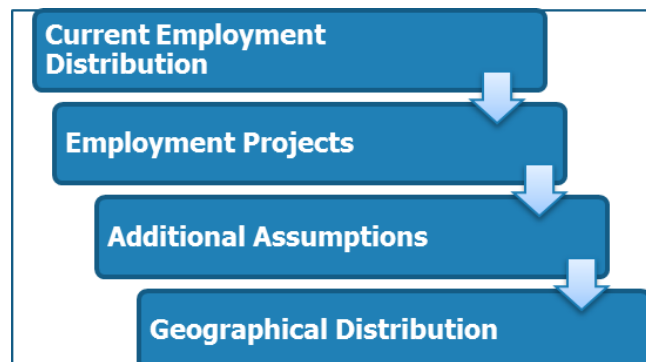 Current Employment
Distribution
Employment Projects
Additional Assumptions
Geographical Distribution